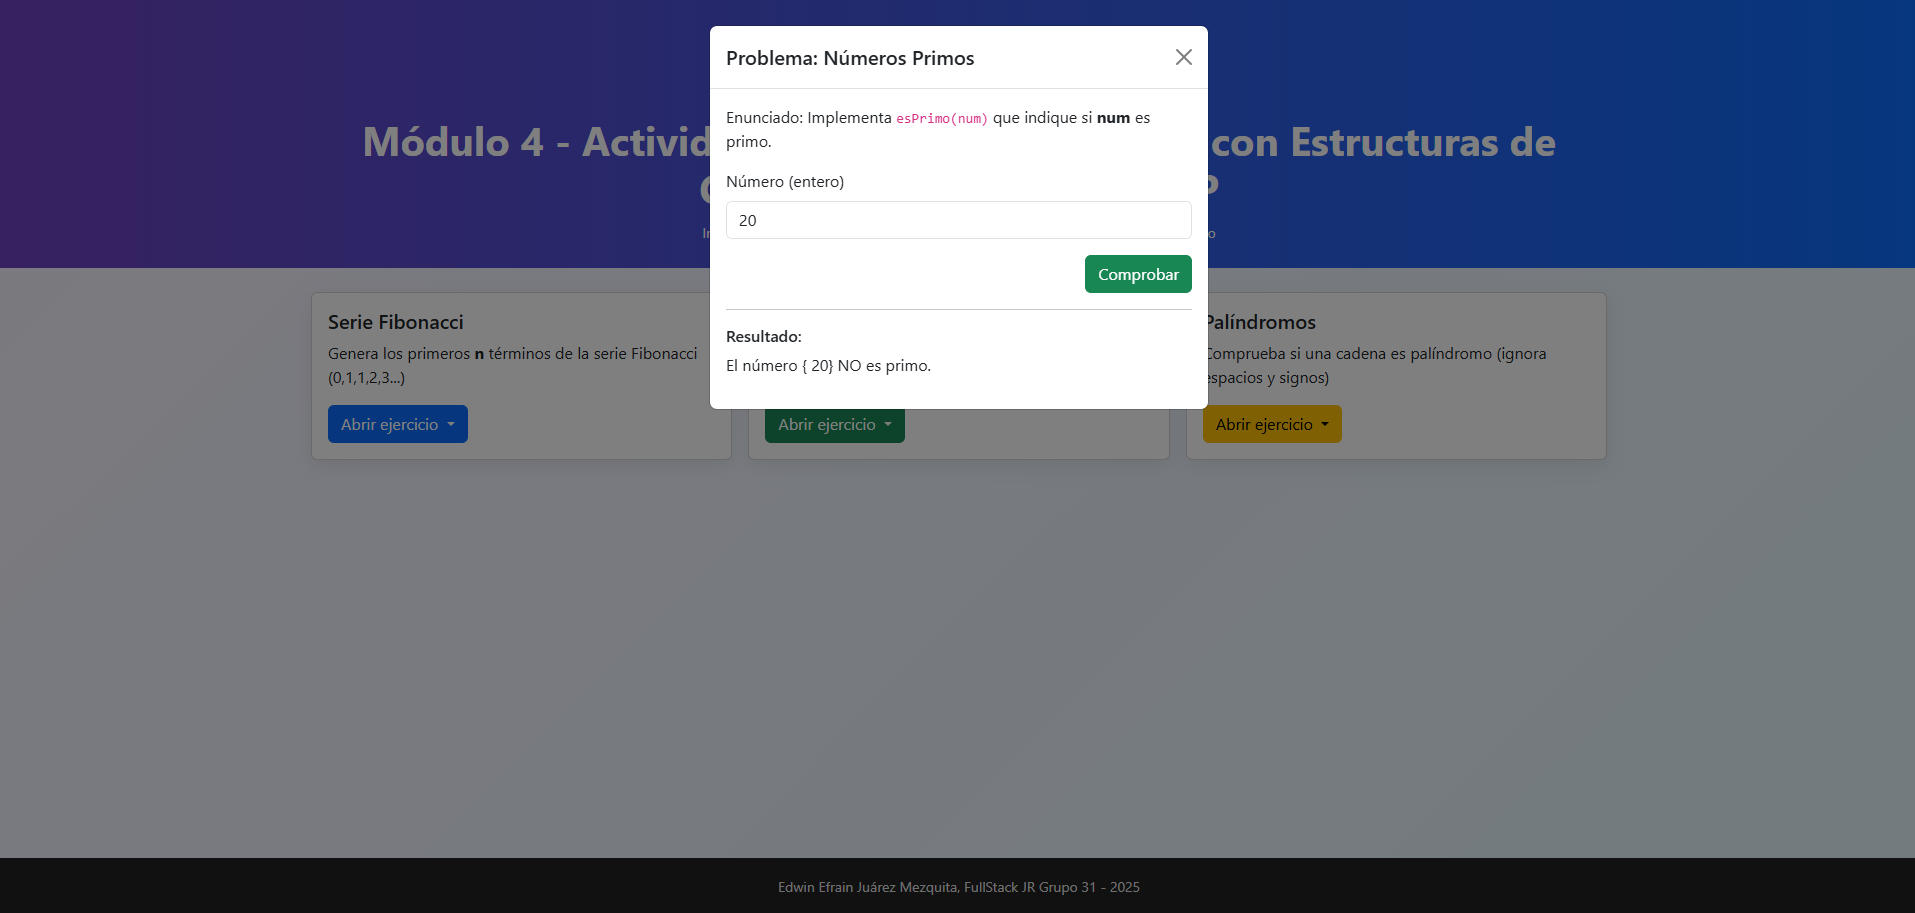 Problema: Números Primos
Enunciado: Implementa esPrimo(num) que indique si num es
primo.
Número (entero)
20
Comprobar
Resultado:
El número { 20} NO es primo.
Módulo 4 - Activid
con Estructuras de
Serie Fibonacci
Genera los primeros n términos de la serie Fibonacci
(0,1,1,2,3...)
Abrir ejercicio
Abrir ejercicio
Palíndromos
Comprueba si una cadena es palíndromo (ignora
espacios y signos)
Abrir ejercicio
Edwin Efrain Juárez Mezquita, FullStack JR Grupo 31 - 2025